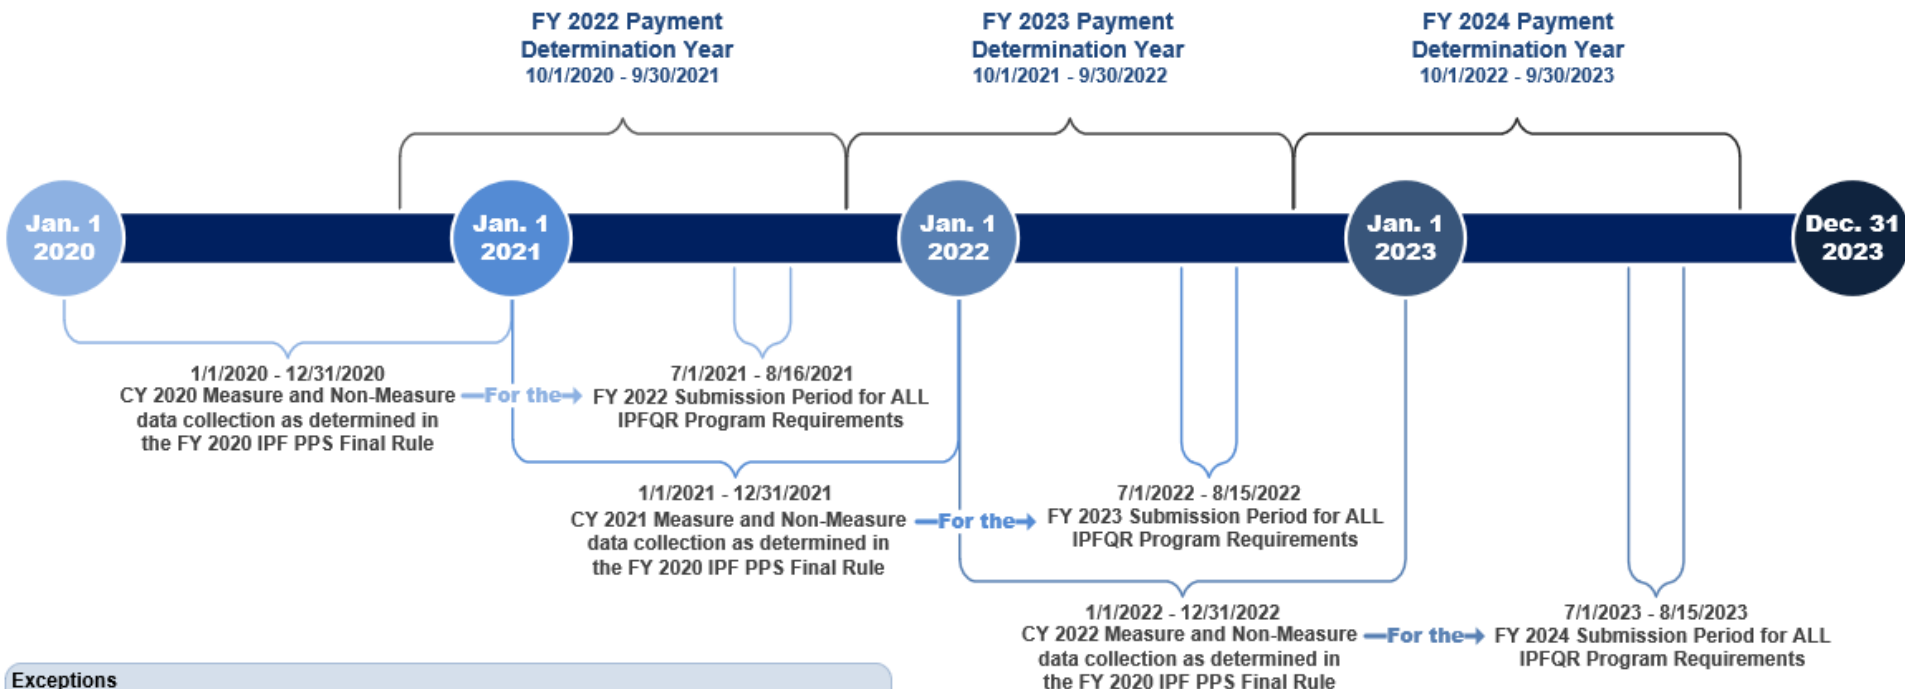 FY 2022 Payment
Determination Year
10/1/2020 - 9/30/2021
FY 2023 Payment
Determination Year
10/1/2021 - 9/30/2022
FY 2024 Payment
Determination Year
10/1/2022 - 9/30/2023
Jan. 1
2020
Jan. 1
2021
Jan. 1
2022
Jan. 1
2023
Dec. 31
2023
1/1/2020 - 12/31/2020
CY 2020 Measure and Non-Measure
data collection as determined in
the FY 2020 IPF PPS Final Rule
For the
7/1/2021 - 8/16/2021
FY 2022 Submission Period for ALL
IPFQR Program Requirements
1/1/2021 - 12/31/2021
CY 2021 Measure and Non-Measure
data collection as determined in
the FY 2020 IPF PPS Final Rule
For the
7/1/2022 - 8/15/2022
FY 2023 Submission Period for ALL
IPFQR Program Requirements
1/1/2022 - 12/31/2022
CY 2022 Measure and Non-Measure
data collection as determined in
the FY 2020 IPF PPS Final Rule
For the
7/1/2023 - 8/15/2023
FY 2024 Submission Period for ALL
IPFQR Program Requirements
Exceptions